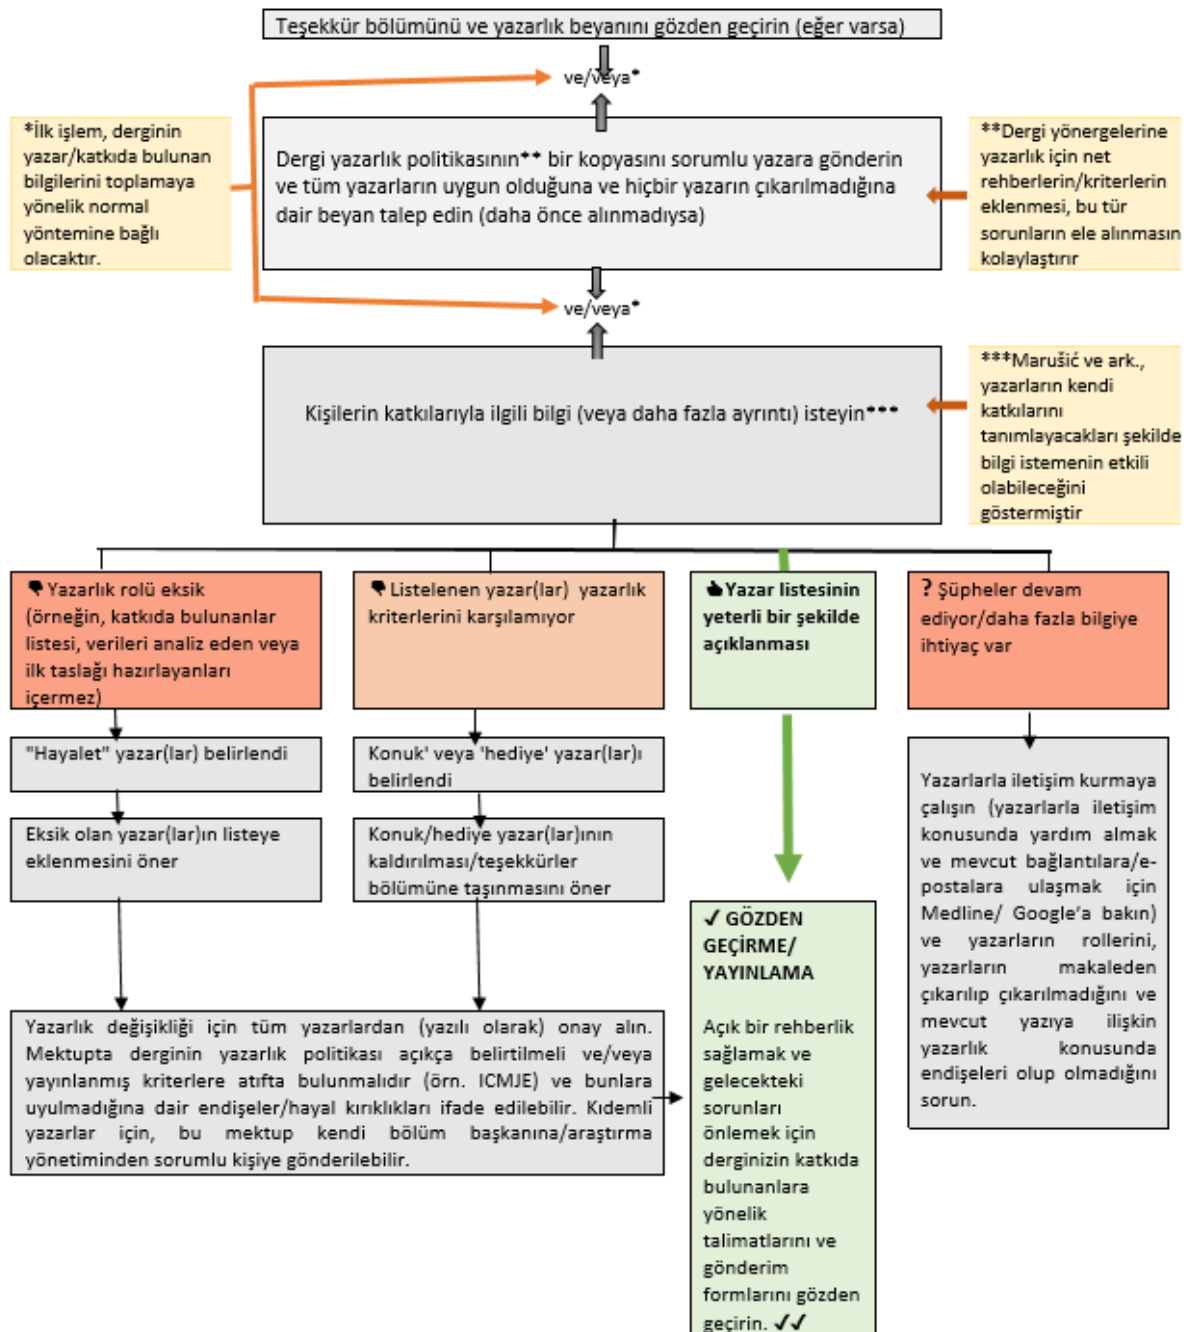 Teşekkür bölümünü ve yazarlık beyanını gözden geçirin (eğer varsa)
ve/veya*
*İlk işlem, derginin
yazar/katkıda bulunan
bilgilerini toplamaya
yönelik normal
yöntemine bağlı
olacaktır.
Dergi yazarlık politikasının** bir kopyasını sorumlu yazara gönderin
ve tüm yazarların uygun olduğuna ve hiçbir yazarın çıkarılmadığına
dair beyan talep edin (daha önce alınmadıysa)
**Dergi yönergelerine
yazarlık için net
rehberlerin/kriterlerin
eklenmesi, bu tür
sorunların ele alınmasın
kolaylaştırır
ve/veya*
Kişilerin katkılarıyla ilgili bilgi (veya daha fazla ayrıntı) isteyin***
***Marušić ve ark.,
yazarların kendi
katkılarını
tanımlayacakları şekilde
bilgi istemenin etkili
olabileceğini
göstermiştir
👎 Yazarlık rolü eksik
(örneğin, katkıda bulunanlar
listesi, verileri analiz eden veya
ilk taslağı hazırlayanları
içermez)
👎 Listelenen yazar(lar) yazarlık
kriterlerini karşılamıyor
👍 Yazar listesinin
yeterli bir şekilde
açıklanması
? Şüpheler devam
ediyor/daha fazla bilgiye
ihtiyaç var
"Hayalet" yazar(lar) belirlendi
Konuk' veya 'hediye' yazar(lar)ı
belirlendi
Eksik olan yazar(lar)ın listeye
eklenmesini öner
Konuk/hediye yazar(lar)ının
kaldırılması/teşekkürler
bölümüne taşınmasını öner
Yazarlarla iletişim kurmaya
çalışın (yazarlarla iletişim
konusunda yardım almak
ve mevcut bağlantılara/e-
postalara ulaşmak için
Medline/ Google'a bakın)
ve yazarların rollerini,
yazarların makaleden
çıkarılıp çıkarılmadığını ve
mevcut yazıya ilişkin
yazarlık konusunda
endişeleri olup olmadığını
sorun.
Yazarlık değişikliği için tüm yazarlardan (yazılı olarak) onay alın.
Mektupta derginin yazarlık politikası açıkça belirtilmeli ve/veya
yayınlanmış kriterlere atıfta bulunmalıdır (örn. ICMJE) ve bunlara
uyulmadığına dair endişeler/hayal kırıklıkları ifade edilebilir. Kıdemli
yazarlar için, bu mektup kendi bölüm başkanına/araştırma
yönetiminden sorumlu kişiye gönderilebilir.
✓ GÖZDEN
GEÇİRME/
YAYINLAMA
Açık bir rehberlik
sağlamak ve
gelecekteki
sorunları
önlemek için
derginizin katkıda
bulunanlara
yönelik
talimatlarını ve
gönderim
formlarını gözden
geçirin. ✓✓